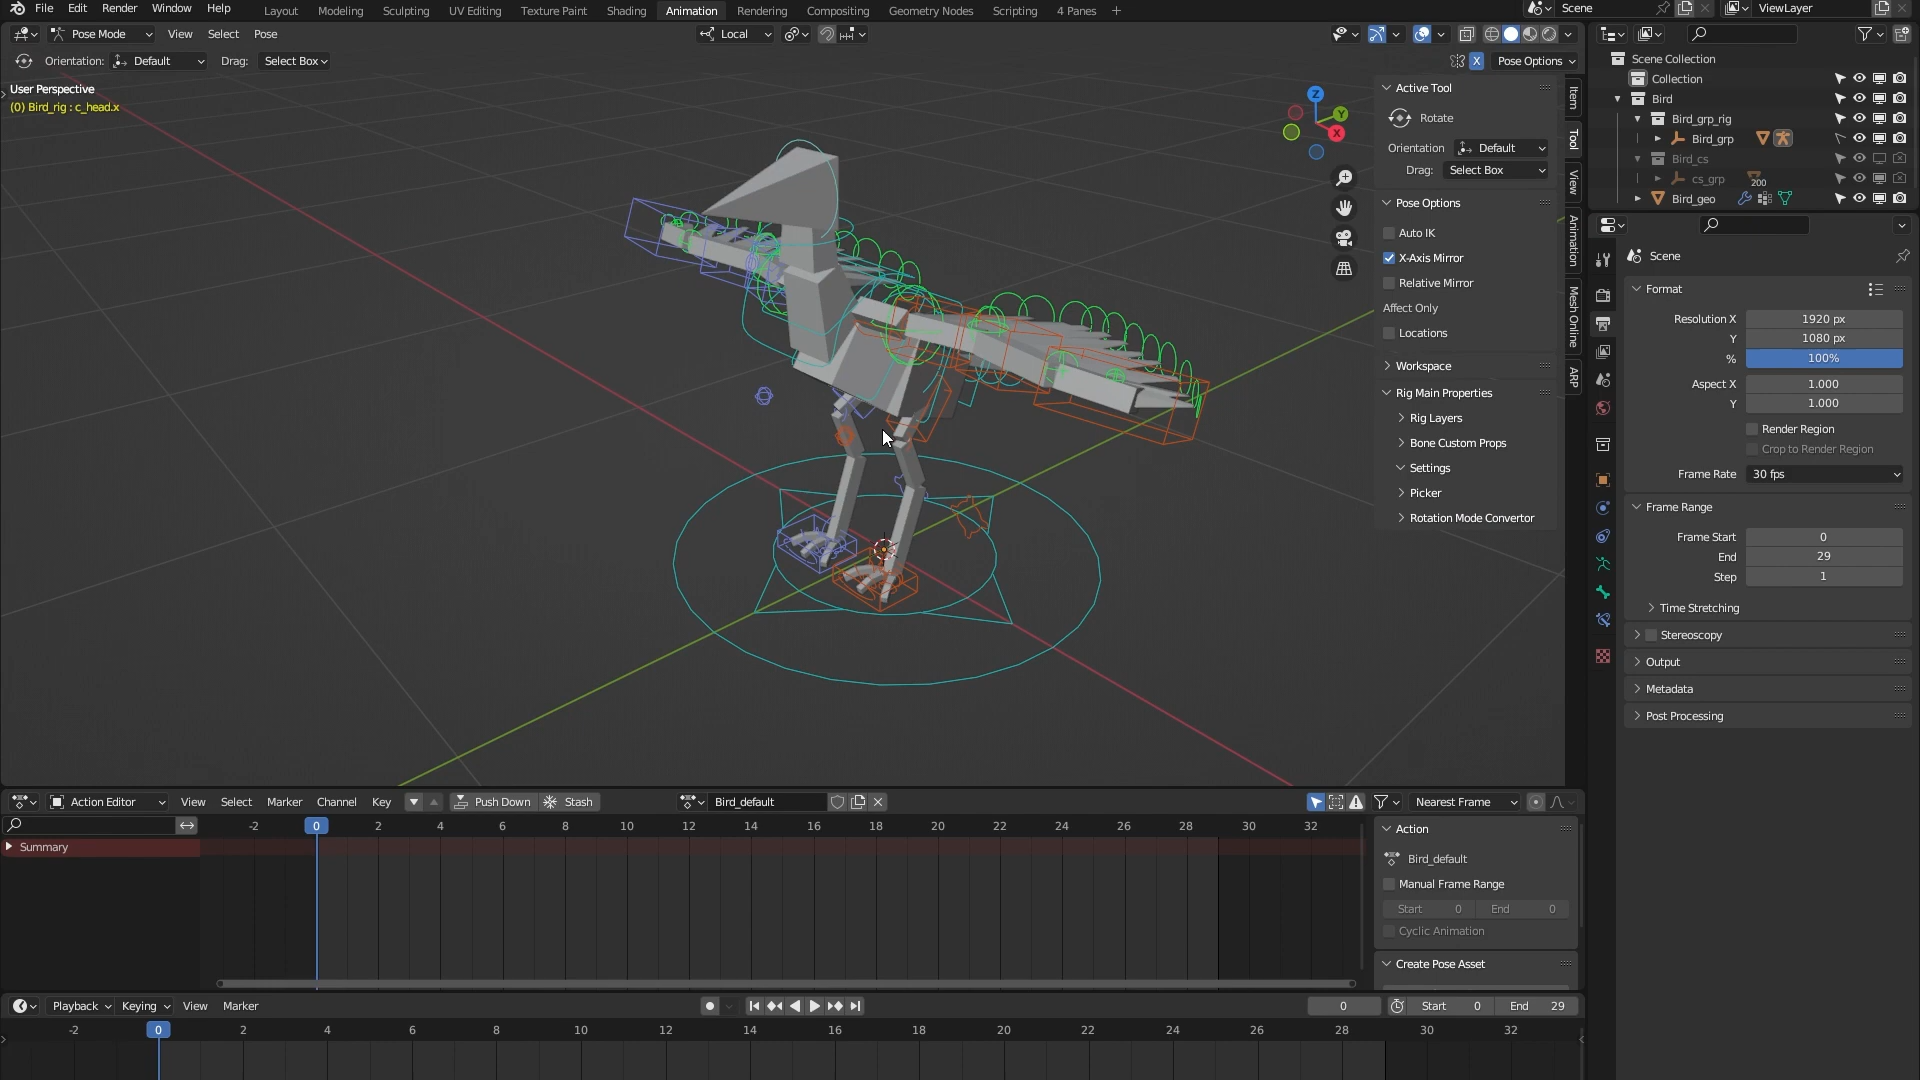 File Edit Render Window Help Layout Modeling Sculpting UV Editing Texture Paint Shading Animation Rendering Compositing Geometry Nodes Scripting 4 Panes + Scene ViewLayer
Pose Mode View Select Pose Local
Orientation: Default Drag: Select Box X Pose Options
User Perspective
(0) Bird_rig : c_head.x
Z
Y
X
Active Tool
Rotate
Orientation Default
Drag: Select Box
Pose Options
Auto IK
X-Axis Mirror
Relative Mirror
Affect Only
Locations
Workspace
Rig Main Properties
Rig Layers
Bone Custom Props
Settings
Picker
Rotation Mode Convertor
Item
Tool
View
Animation
Mesh Online
ARP
Scene Collection
Collection
Bird
Bird_grp_rig
Bird_grp
Bird_cs
cs_grp 200
Bird_geo
Scene
Format
Resolution X 1920 px
Y 1080 px
% 100%
Aspect X 1.000
Y 1.000
Render Region
Crop to Render Region
Frame Rate 30 fps
Frame Range
Frame Start 0
End 29
Step 1
Time Stretching
Stereoscopy
Output
Metadata
Post Processing
Action Editor View Select Marker Channel Key Push Down Stash Bird_default Nearest Frame
-2 0 2 4 6 8 10 12 14 16 18 20 22 24 26 28 30 32
Summary
Action
Bird_default
Manual Frame Range
Start 0 End 0
Cyclic Animation
Create Pose Asset
Playback Keying View Marker 0 Start 0 End 29
-2 0 2 4 6 8 10 12 14 16 18 20 22 24 26 28 30 32